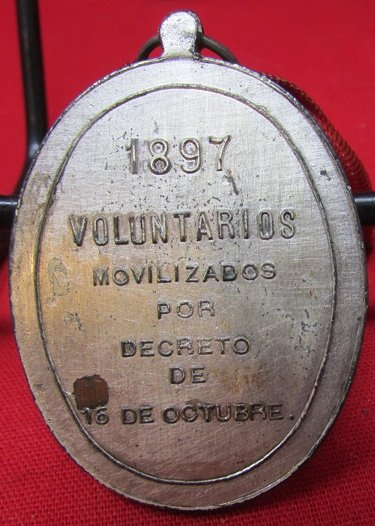 1897
VOLUNTARIOS
MOVILIZADOS
POR
DECRETO
DE
16 DE OCTUBRE.